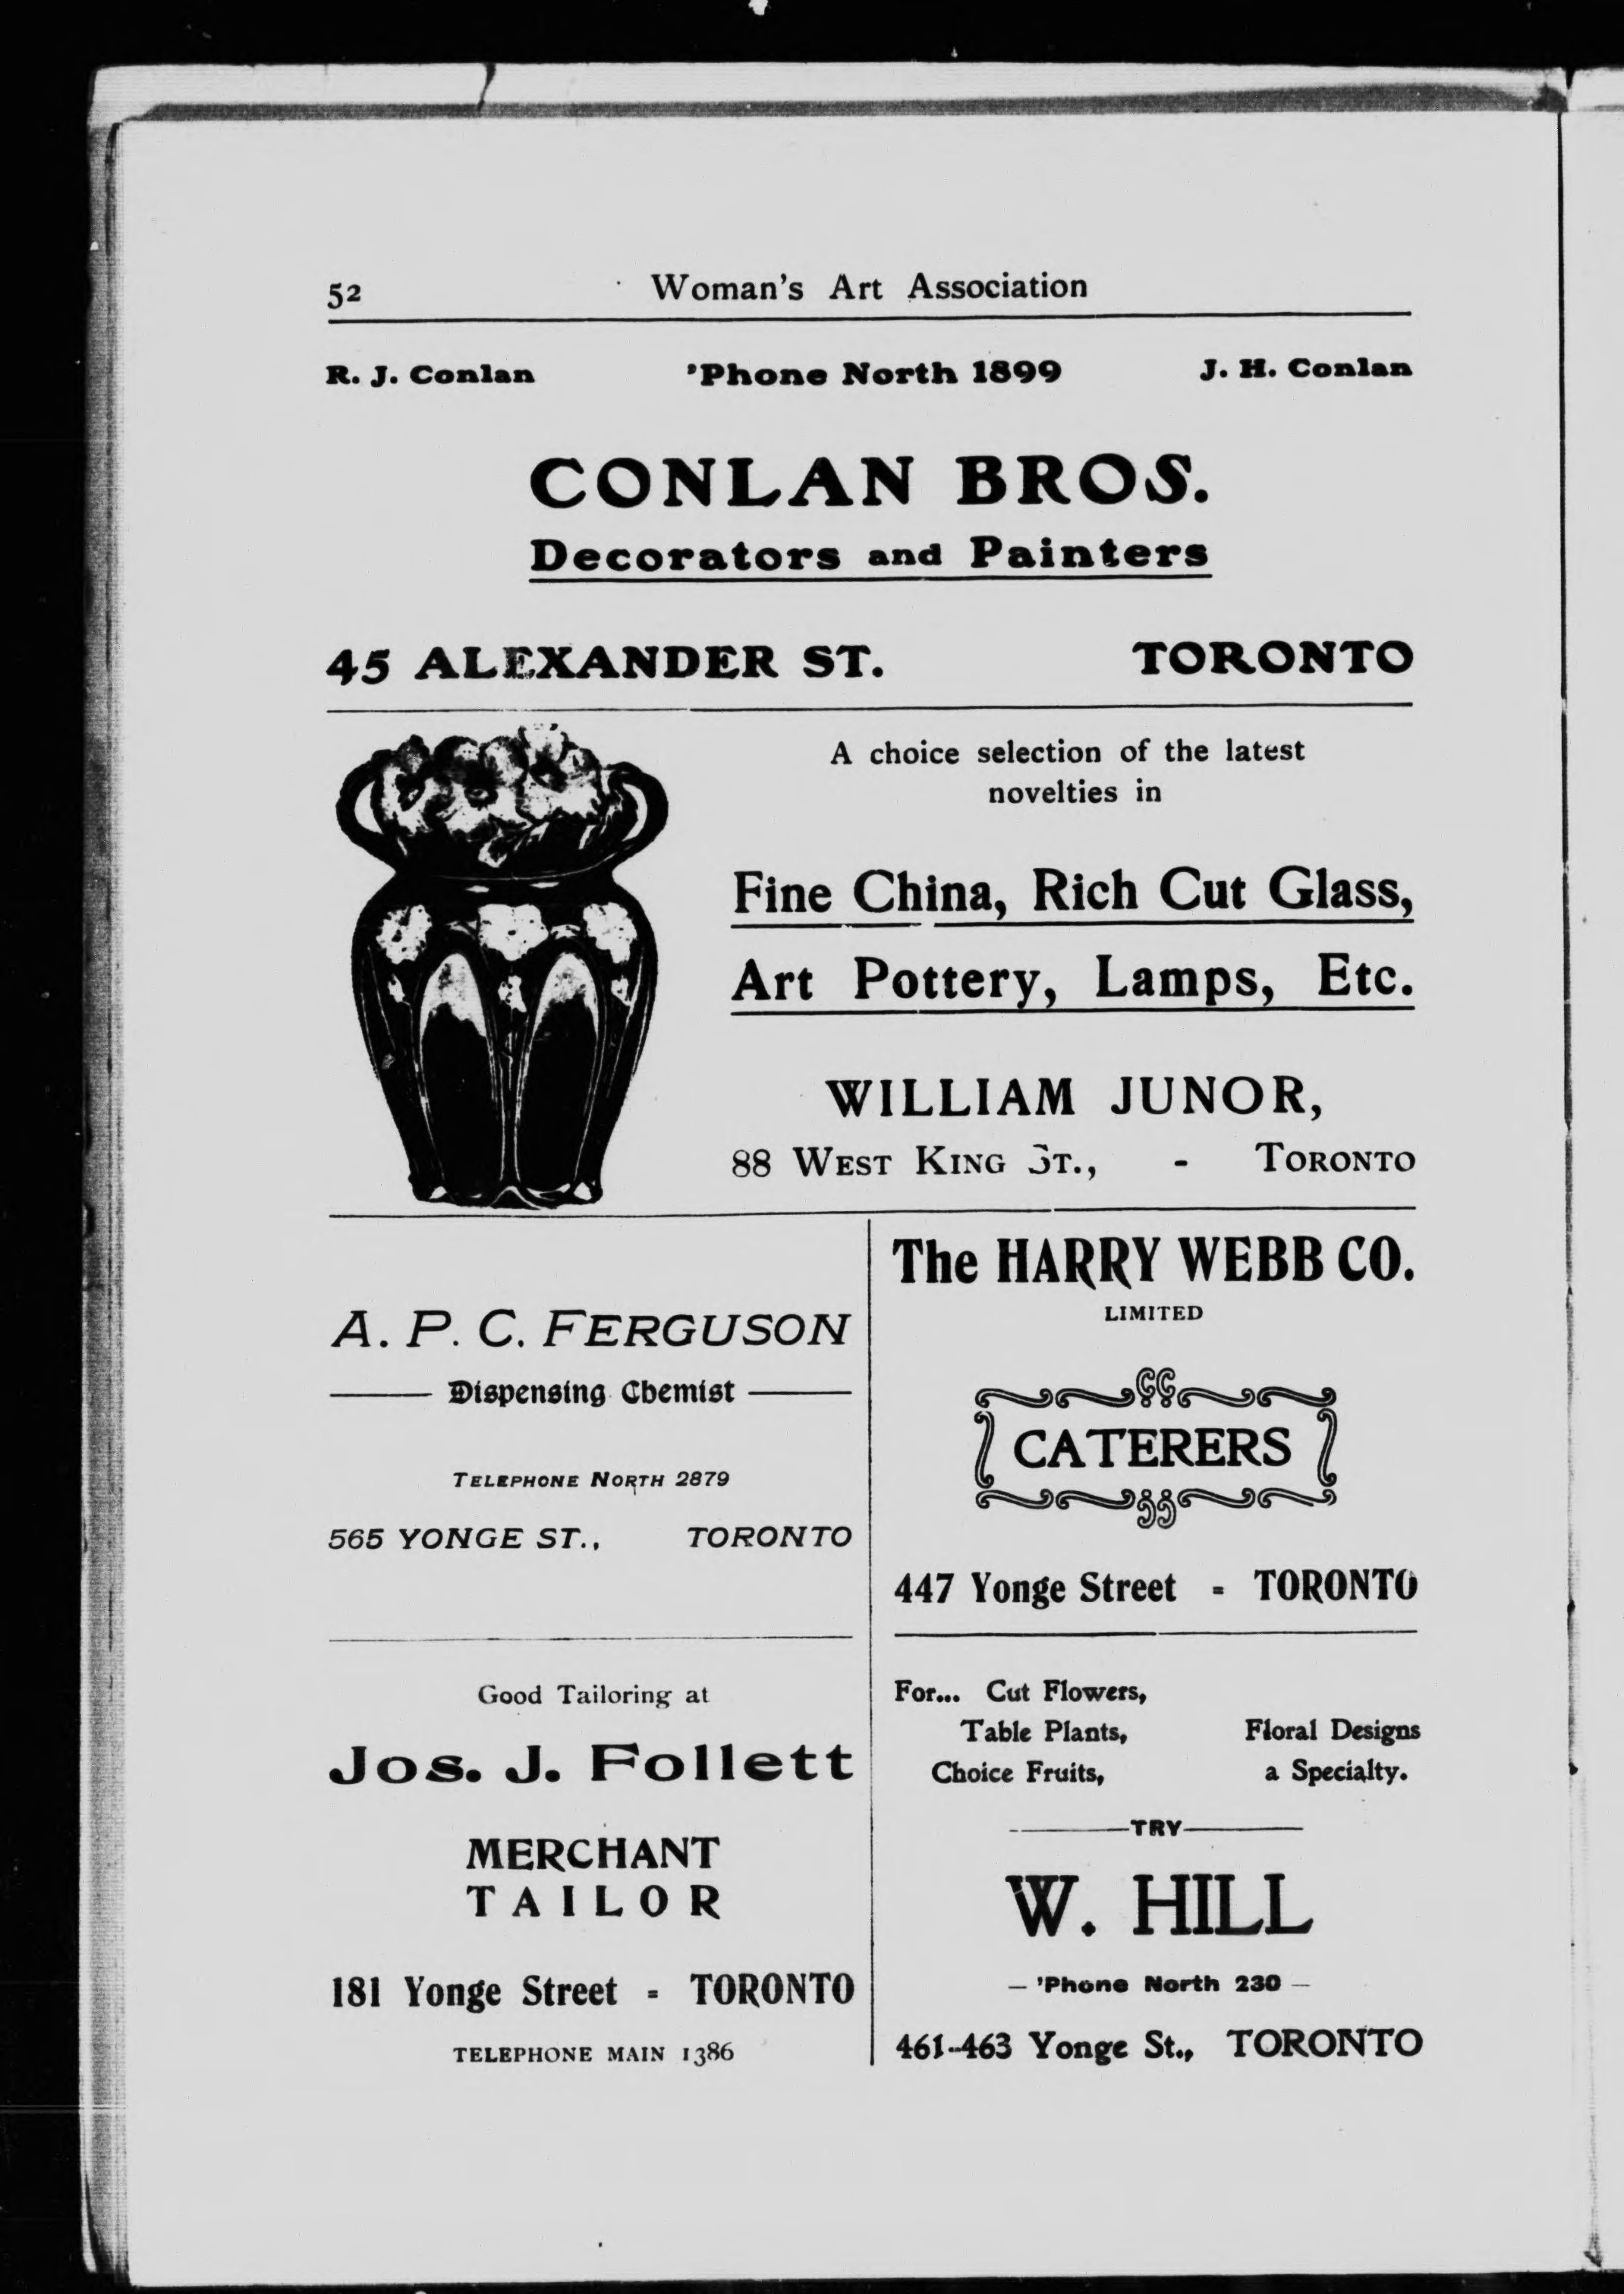 52 Woman's Art Association
R. J. Conlan 'Phone North 1899 J. H. Conlan
CONLAN BROS.
Decorators and Painters
45 ALEXANDER ST. TORONTO
A choice selection of the latest
novelties in
Fine China, Rich Cut Glass,
Art Pottery, Lamps, Etc.
WILLIAM JUNOR,
88 WEST KING ST., - TORONTO
A. P. C. FERGUSON
Dispensing Chemist
TELEPHONE NORTH 2879
565 YONGE ST., TORONTO
The HARRY WEBB CO.
LIMITED
CATERERS
447 Yonge Street - TORONTO
Good Tailoring at
Jos. J. Follett
MERCHANT
TAILOR
181 Yonge Street - TORONTO
TELEPHONE MAIN 1386
For... Cut Flowers,
Table Plants, Floral Designs
Choice Fruits, a Specialty.
TRY
W. HILL
– 'Phone North 230 –
461-463 Yonge St., TORONTO